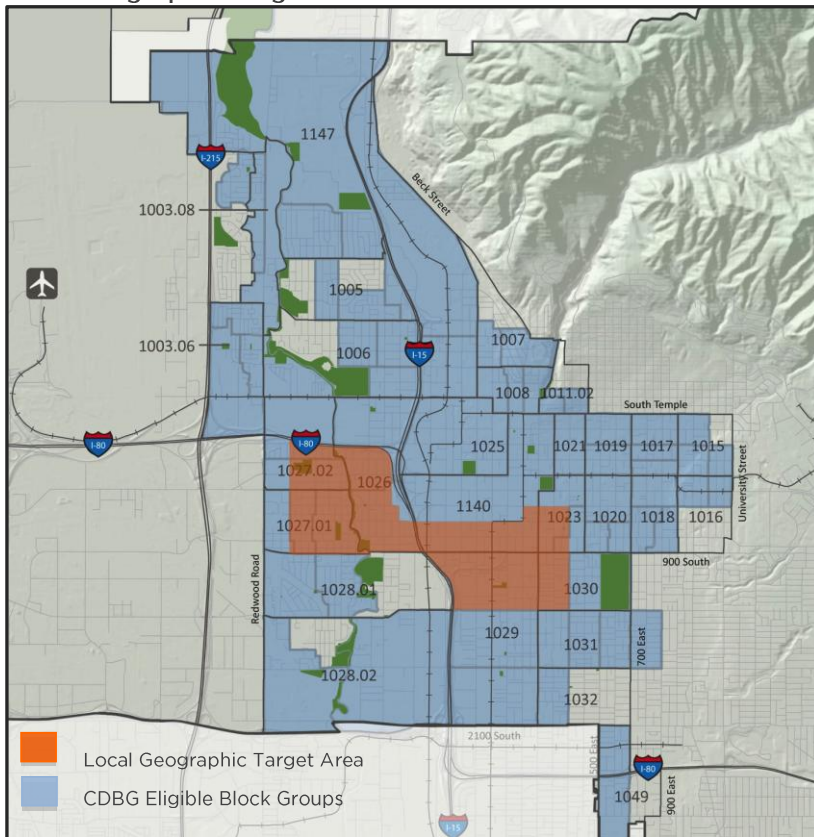 I-215
1147
Beck Street
1003.08
1005
1003.06
1006
I-15
1007
1008
1011.02
South Temple
I-80
I-80
1025
1021
1019
1017
1015
University Street
1027.02
1026
1140
1027.01
1023
1020
1018
1016
900 South
Redwood Road
1028.01
1030
1029
1031
700 East
1028.02
1032
2100 South
500 East
I-80
1049
900 East
I-15
Local Geographic Target Area
CDBG Eligible Block Groups